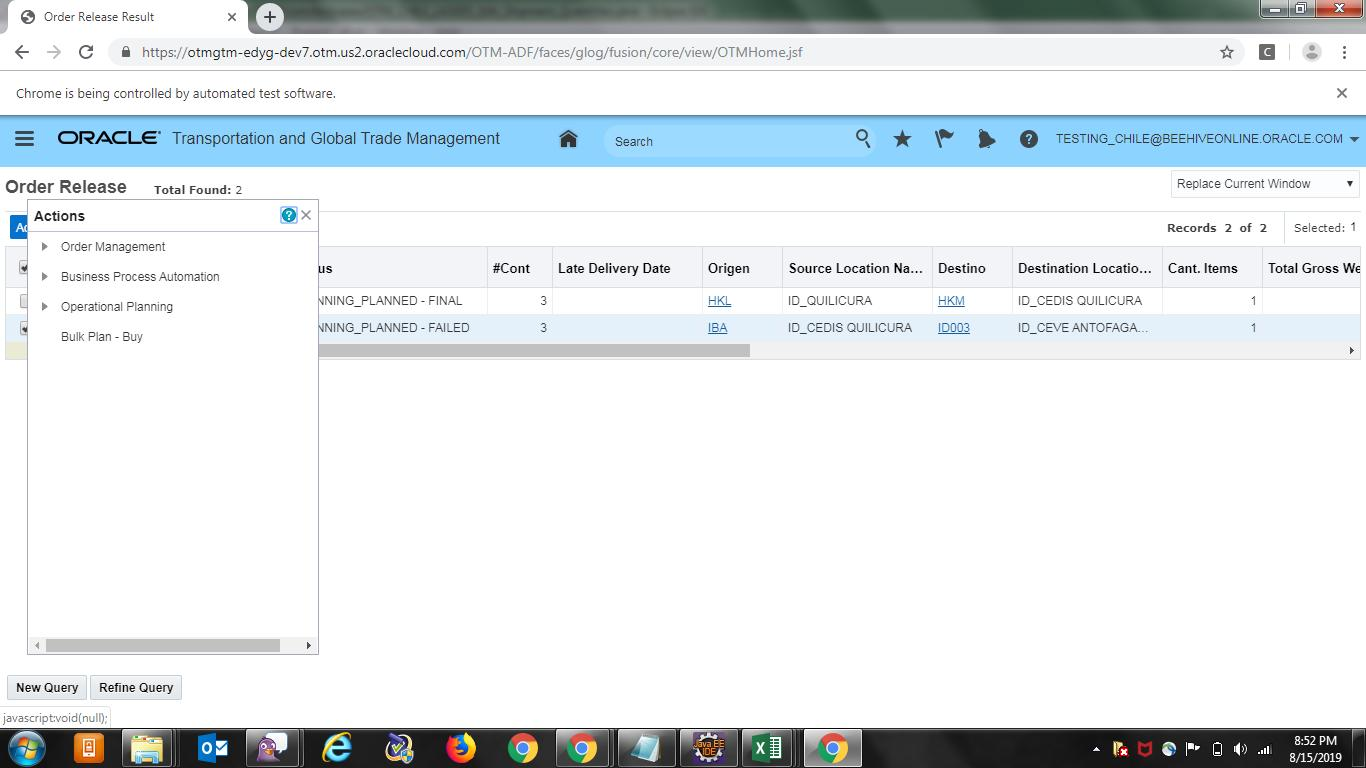 Order Release Result
https://otmgtm-edyg-dev7.otm.us2.oraclecloud.com/OTM-ADF/faces/glog/fusion/core/view/OTMHome.jsf
Chrome is being controlled by automated test software.
ORACLE Transportation and Global Trade Management Search TESTING_CHILE@BEEHIVEONLINE.ORACLE.COM
Order Release Total Found: 2 Replace Current Window
Actions
Records 2 of 2 Selected: 1
Order Management
Business Process Automation
Operational Planning
Bulk Plan - Buy
#Cont Late Delivery Date Origen Source Location Na... Destino Destination Locatio... Cant. Items Total Gross We
NNING_PLANNED - FINAL 3 HKL ID_QUILICURA HKM ID_CEDIS QUILICURA 1
NNING_PLANNED - FAILED 3 IBA ID_CEDIS QUILICURA ID003 ID_CEVE ANTOFAGA... 1
New Query Refine Query
javascript:void(null);
Java EE
IDE
8:52 PM
8/15/2019